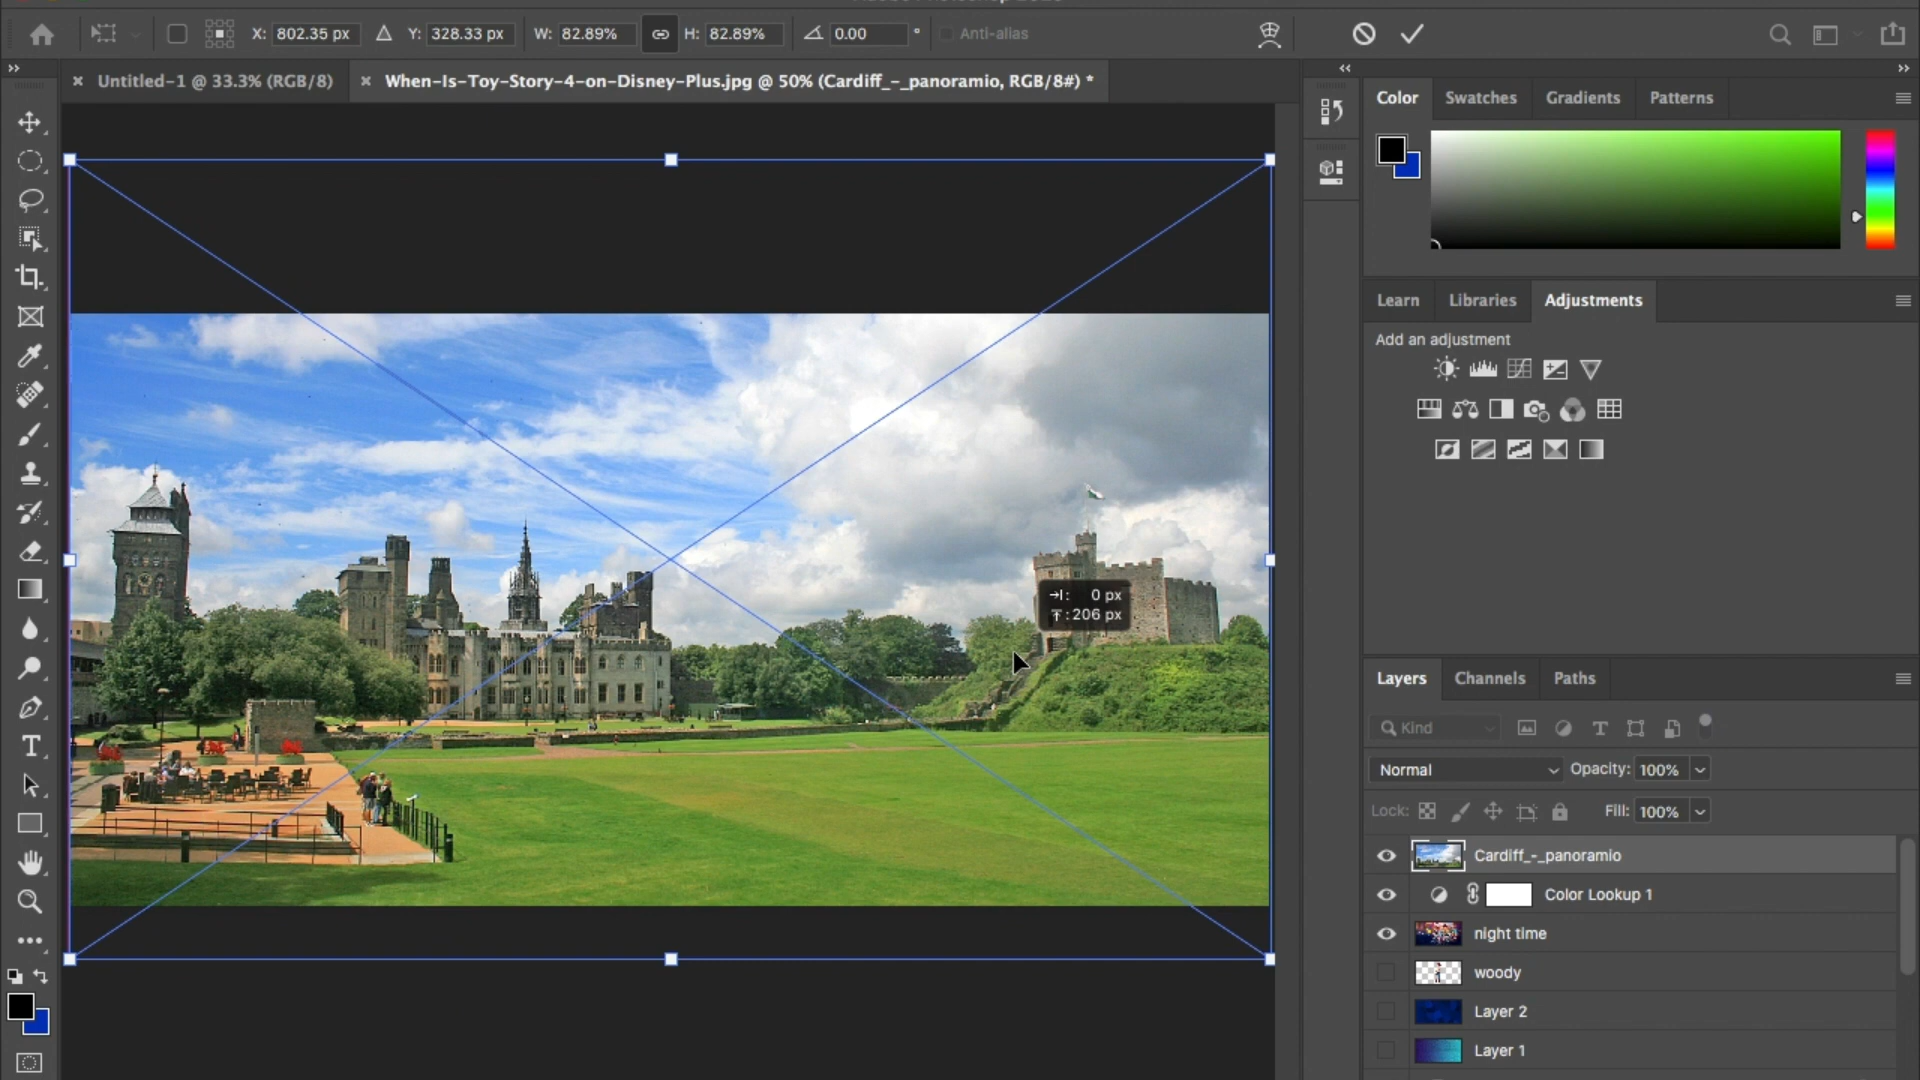 X: 802.35 px Y: 328.33 px W: 82.89% H: 82.89% 0.00 ° Anti-alias
Untitled-1 @ 33.3% (RGB/8)
When-Is-Toy-Story-4-on-Disney-Plus.jpg @ 50% (Cardiff_-_panoramio, RGB/8#) *
Color Swatches Gradients Patterns
Learn Libraries Adjustments
Add an adjustment
0 px
206 px
Layers Channels Paths
Kind
Normal Opacity: 100%
Lock: Fill: 100%
Cardiff_-_panoramio
Color Lookup 1
night time
woody
Layer 2
Layer 1